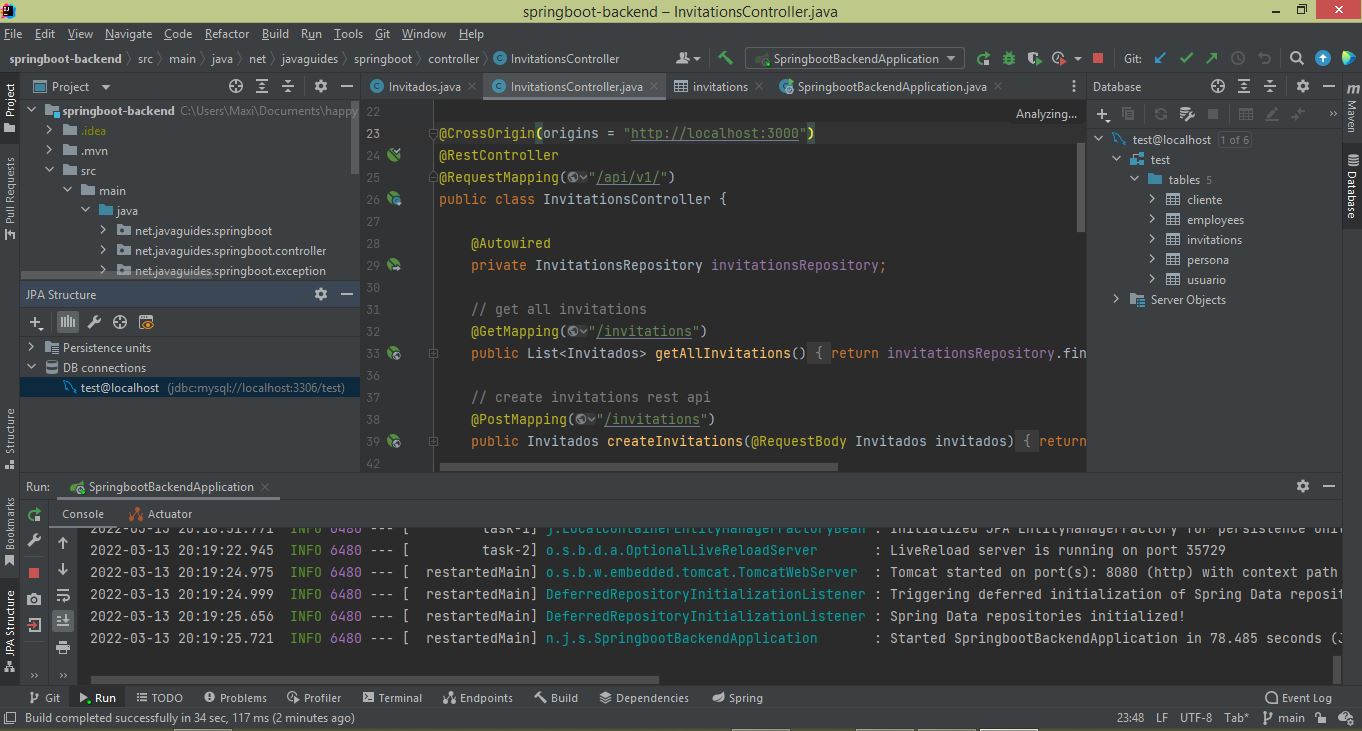 springboot-backend – InvitationsController.java
File Edit View Navigate Code Refactor Build Run Tools Git Window Help
springboot-backend src main java net javaguides springboot controller InvitationsController SpringbootBackendApplication Git:
Project
Invitados.java InvitationsController.java invitations SpringbootBackendApplication.java
Database
Project
Pull Requests
Structure
Bookmarks
JPA Structure
springboot-backend C:\Users\Maxi\Documents\happy
.idea
.mvn
src
main
java
net.javaguides.springboot
net.javaguides.springboot.controller
net.javaguides.springboot.exception
JPA Structure
Persistence units
DB connections
test@localhost (jdbc:mysql://localhost:3306/test)
Analyzing...
22
23 @CrossOrigin(origins = "http://localhost:3000")
24 @RestController
25 @RequestMapping("/api/v1/")
26 public class InvitationsController {
27
28 @Autowired
29 private InvitationsRepository invitationsRepository;
30
31 // get all invitations
32 @GetMapping("/invitations")
33 public List<Invitados> getAllInvitations() { return invitationsRepository.fin
36
37 // create invitations rest api
38 @PostMapping("/invitations")
39 public Invitados createInvitations(@RequestBody Invitados invitados) { return
42
test@localhost 1 of 6
test
tables 5
cliente
employees
invitations
persona
usuario
Server Objects
Maven
Database
Run: SpringbootBackendApplication
Console Actuator
2022-03-13 20:18:51.771 INFO 6480 --- [ task-1] j.LocalContainerEntityManagerFactoryBean : Initialized JPA EntityManagerFactory for persistence uni
2022-03-13 20:19:22.945 INFO 6480 --- [ task-2] o.s.b.d.a.OptionalLiveReloadServer : LiveReload server is running on port 35729
2022-03-13 20:19:24.975 INFO 6480 --- [ restartedMain] o.s.b.w.embedded.tomcat.TomcatWebServer : Tomcat started on port(s): 8080 (http) with context path
2022-03-13 20:19:24.999 INFO 6480 --- [ restartedMain] DeferredRepositoryInitializationListener : Triggering deferred initialization of Spring Data reposit
2022-03-13 20:19:25.656 INFO 6480 --- [ restartedMain] DeferredRepositoryInitializationListener : Spring Data repositories initialized!
2022-03-13 20:19:25.721 INFO 6480 --- [ restartedMain] n.j.s.SpringbootBackendApplication : Started SpringbootBackendApplication in 78.485 seconds (J
Git Run TODO Problems Profiler Terminal Endpoints Build Dependencies Spring Event Log
Build completed successfully in 34 sec, 117 ms (2 minutes ago) 23:48 LF UTF-8 Tab* main